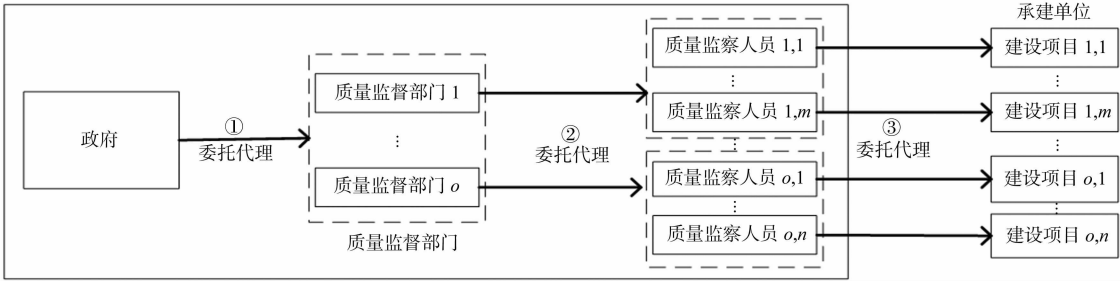 承建单位
政府
①
委托代理
质量监督部门 1
⋮
质量监督部门 o
质量监督部门
②
委托代理
质量监察人员 1,1
⋮
质量监察人员 1,m
⋮
质量监察人员 o,1
⋮
质量监察人员 o,n
③
委托代理
建设项目 1,1
⋮
建设项目 1,m
⋮
建设项目 o,1
⋮
建设项目 o,n